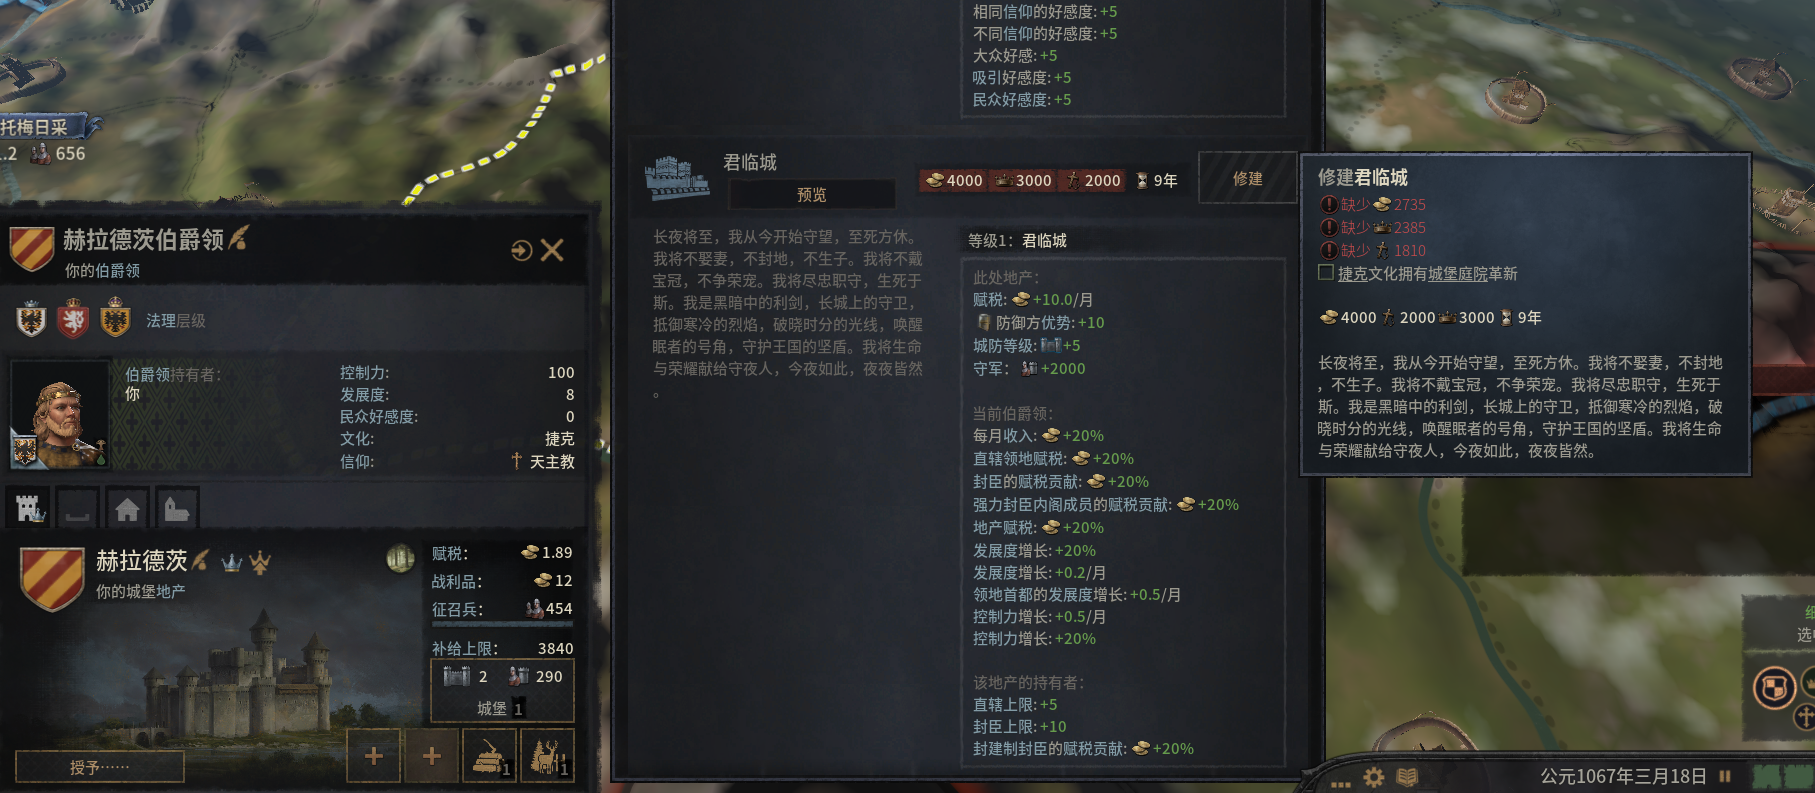 托梅日采
.2 656
赫拉德茨伯爵领
你的伯爵领
法理层级
伯爵领持有者：
你
控制力: 100
发展度: 8
民众好感度: 0
文化: 捷克
信仰: 天主教
赫拉德茨
你的城堡地产
赋税： 1.89
战利品： 12
征召兵： 454
补给上限： 3840
2 290
城堡 1
授予……
1
1
相同信仰的好感度: +5
不同信仰的好感度: +5
大众好感: +5
吸引好感度: +5
民众好感度: +5
君临城
预览
4000 3000 2000 9年
修建
长夜将至，我从今开始守望，至死方休。
我将不娶妻，不封地，不生子。我将不戴
宝冠，不争荣宠。我将尽忠职守，生死于
斯。我是黑暗中的利剑，长城上的守卫，
抵御寒冷的烈焰，破晓时分的光线，唤醒
眠者的号角，守护王国的坚盾。我将生命
与荣耀献给守夜人，今夜如此，夜夜皆然
。
等级1：君临城
此处地产：
赋税: +10.0/月
防御方优势: +10
城防等级: +5
守军: +2000
当前伯爵领：
每月收入: +20%
直辖领地赋税: +20%
封臣的赋税贡献: +20%
强力封臣内阁成员的赋税贡献: +20%
地产赋税: +20%
发展度增长: +20%
发展度增长: +0.2/月
领地首都的发展度增长: +0.5/月
控制力增长: +0.5/月
控制力增长: +20%
该地产的持有者：
直辖上限: +5
封臣上限: +10
封建制封臣的赋税贡献: +20%
修建君临城
缺少 2735
缺少 2385
缺少 1810
捷克文化拥有城堡庭院革新
4000 2000 3000 9年
长夜将至，我从今开始守望，至死方休。我将不娶妻，不封地
，不生子。我将不戴宝冠，不争荣宠。我将尽忠职守，生死于
斯。我是黑暗中的利剑，长城上的守卫，抵御寒冷的烈焰，破
晓时分的光线，唤醒眠者的号角，守护王国的坚盾。我将生命
与荣耀献给守夜人，今夜如此，夜夜皆然。
选
公元1067年三月18日